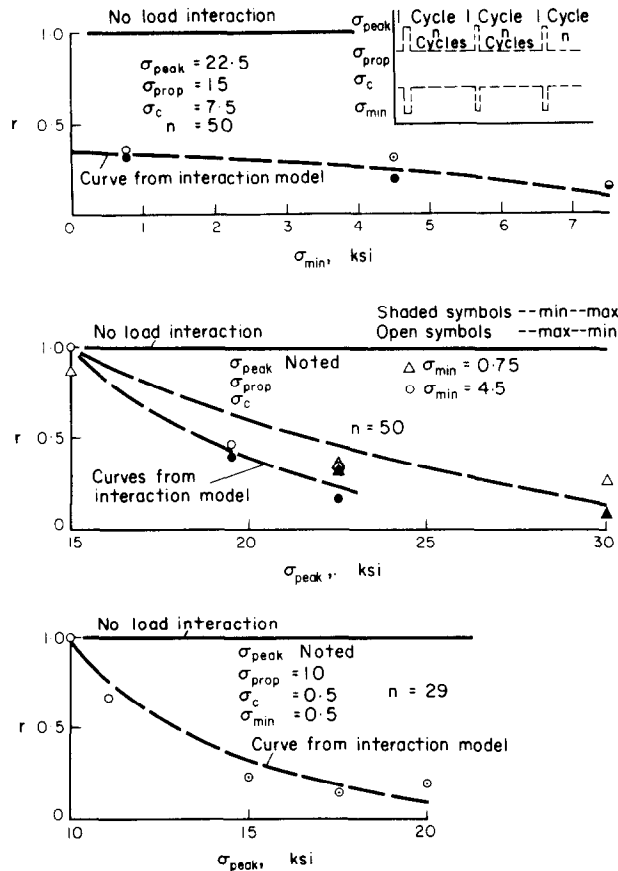 No load interaction
σpeak = 22·5
σprop = 15
σc = 7·5
n = 50
Curve from interaction model
r
1·0
0·5
0
0 1 2 3 4 5 6 7
σmin, ksi
σpeak
σprop
σc
σmin
1 Cycle 1 Cycle 1 Cycle
n n n
Cycles Cycles
Shaded symbols --min--max
Open symbols --max--min
No load interaction
σpeak Noted
σprop
σc
△ σmin = 0·75
○ σmin = 4·5
n = 50
Curves from
interaction model
r
1·00
0·5
0
15 20 25 30
σpeak, ksi
No load interaction
σpeak Noted
σprop = 10
σc = 0·5
σmin = 0·5
n = 29
Curve from interaction model
r
1·00
0·5
0
10 15 20
σpeak, ksi